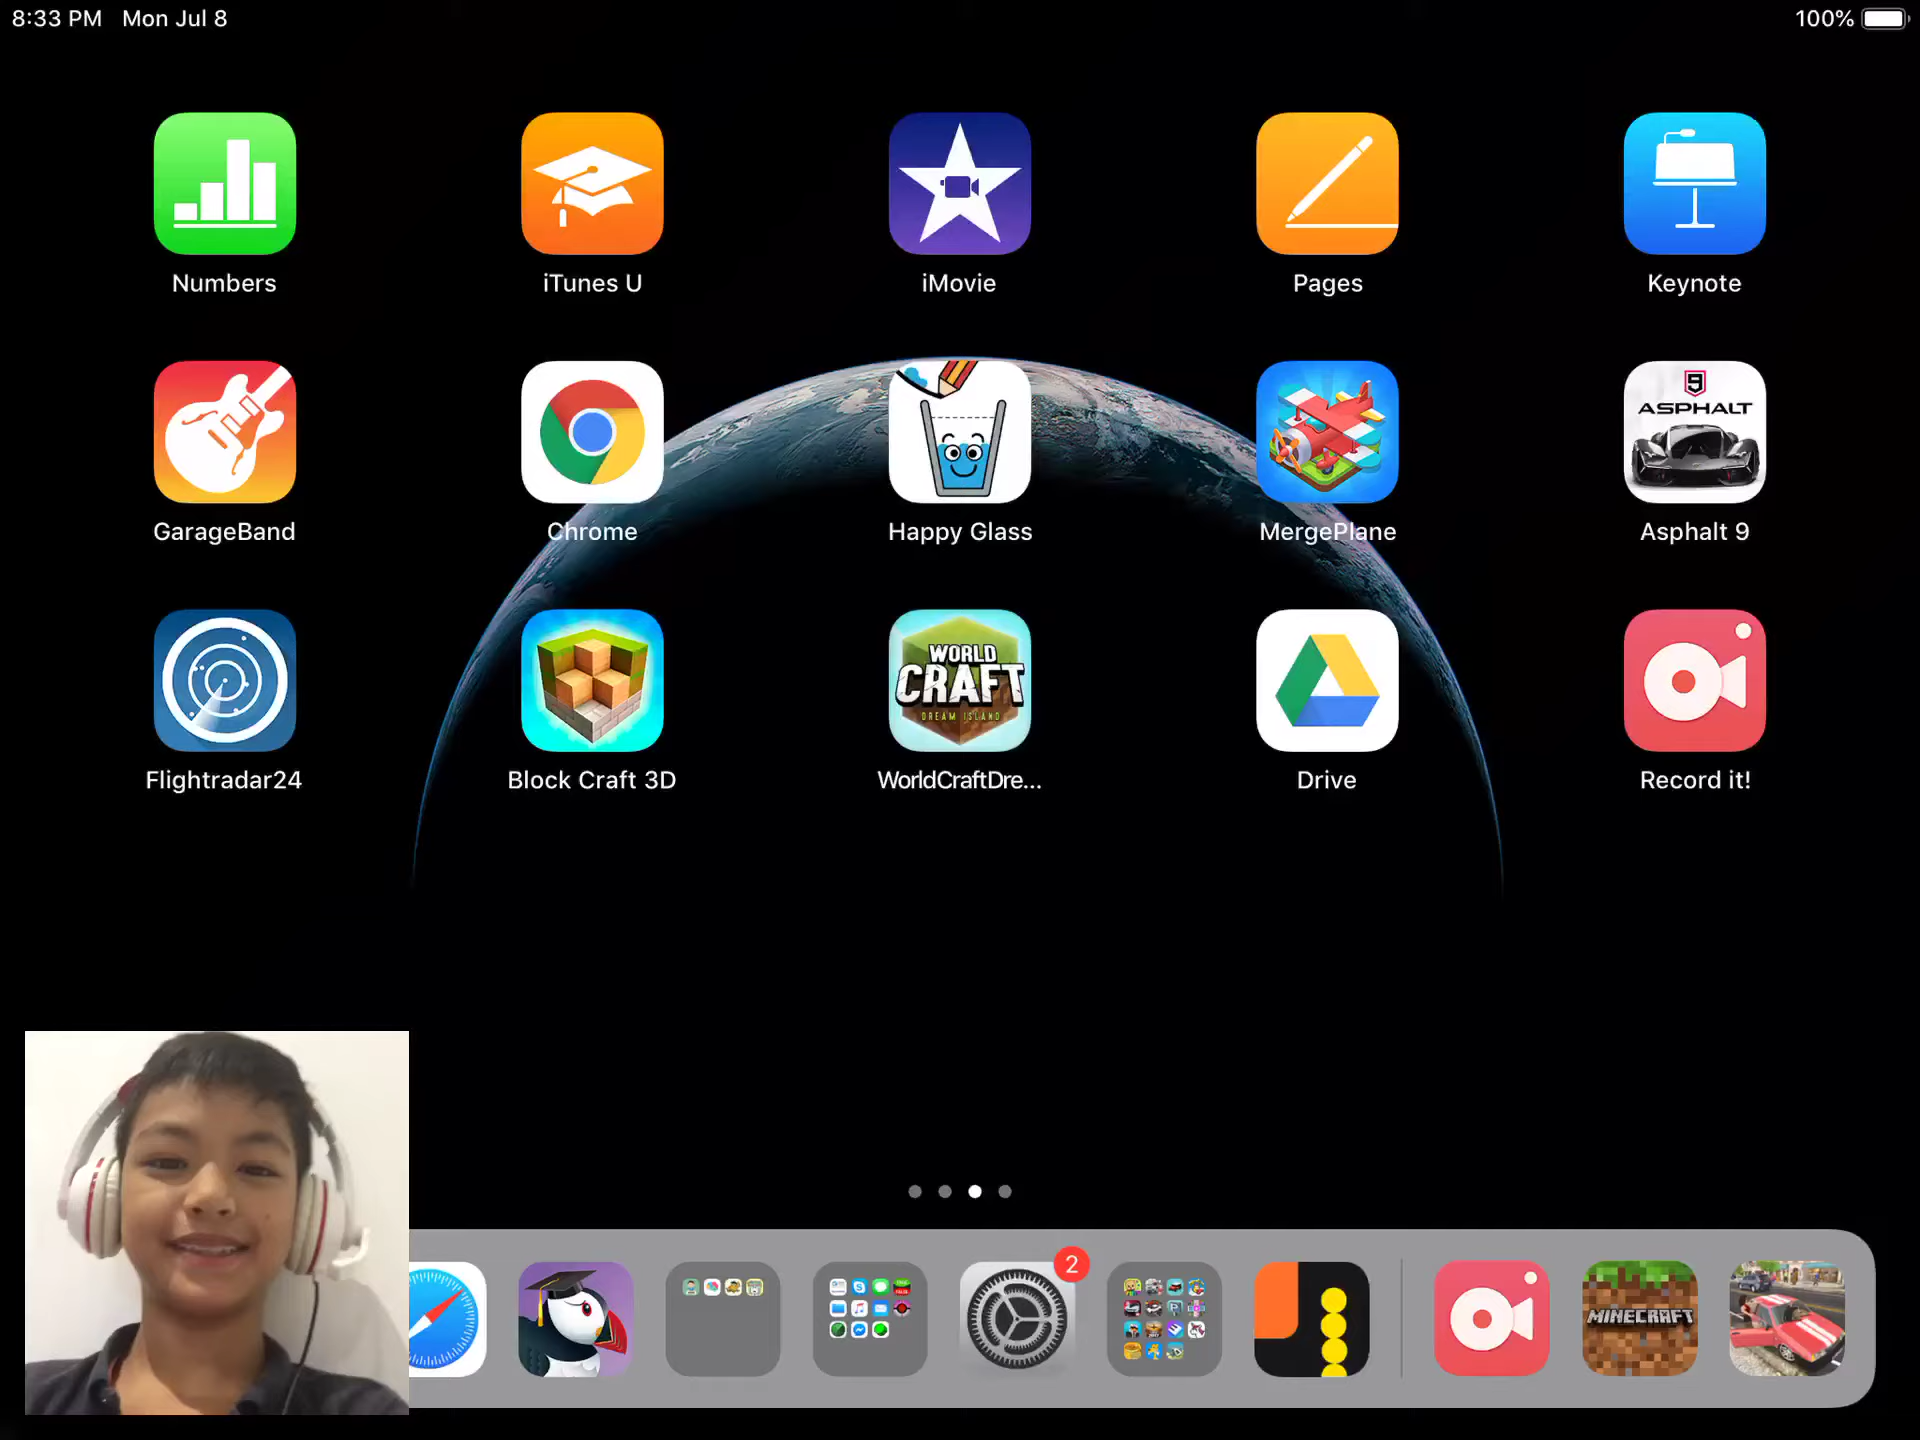 8:33 PM Mon Jul 8
100%
Numbers
iTunes U
iMovie
Pages
Keynote
9
ASPHALT
GarageBand
Chrome
Happy Glass
MergePlane
Asphalt 9
WORLD
CRAFT
DREAM ISLAND
Flightradar24
Block Craft 3D
WorldCraftDre...
Drive
Record it!
2
MINECRAFT